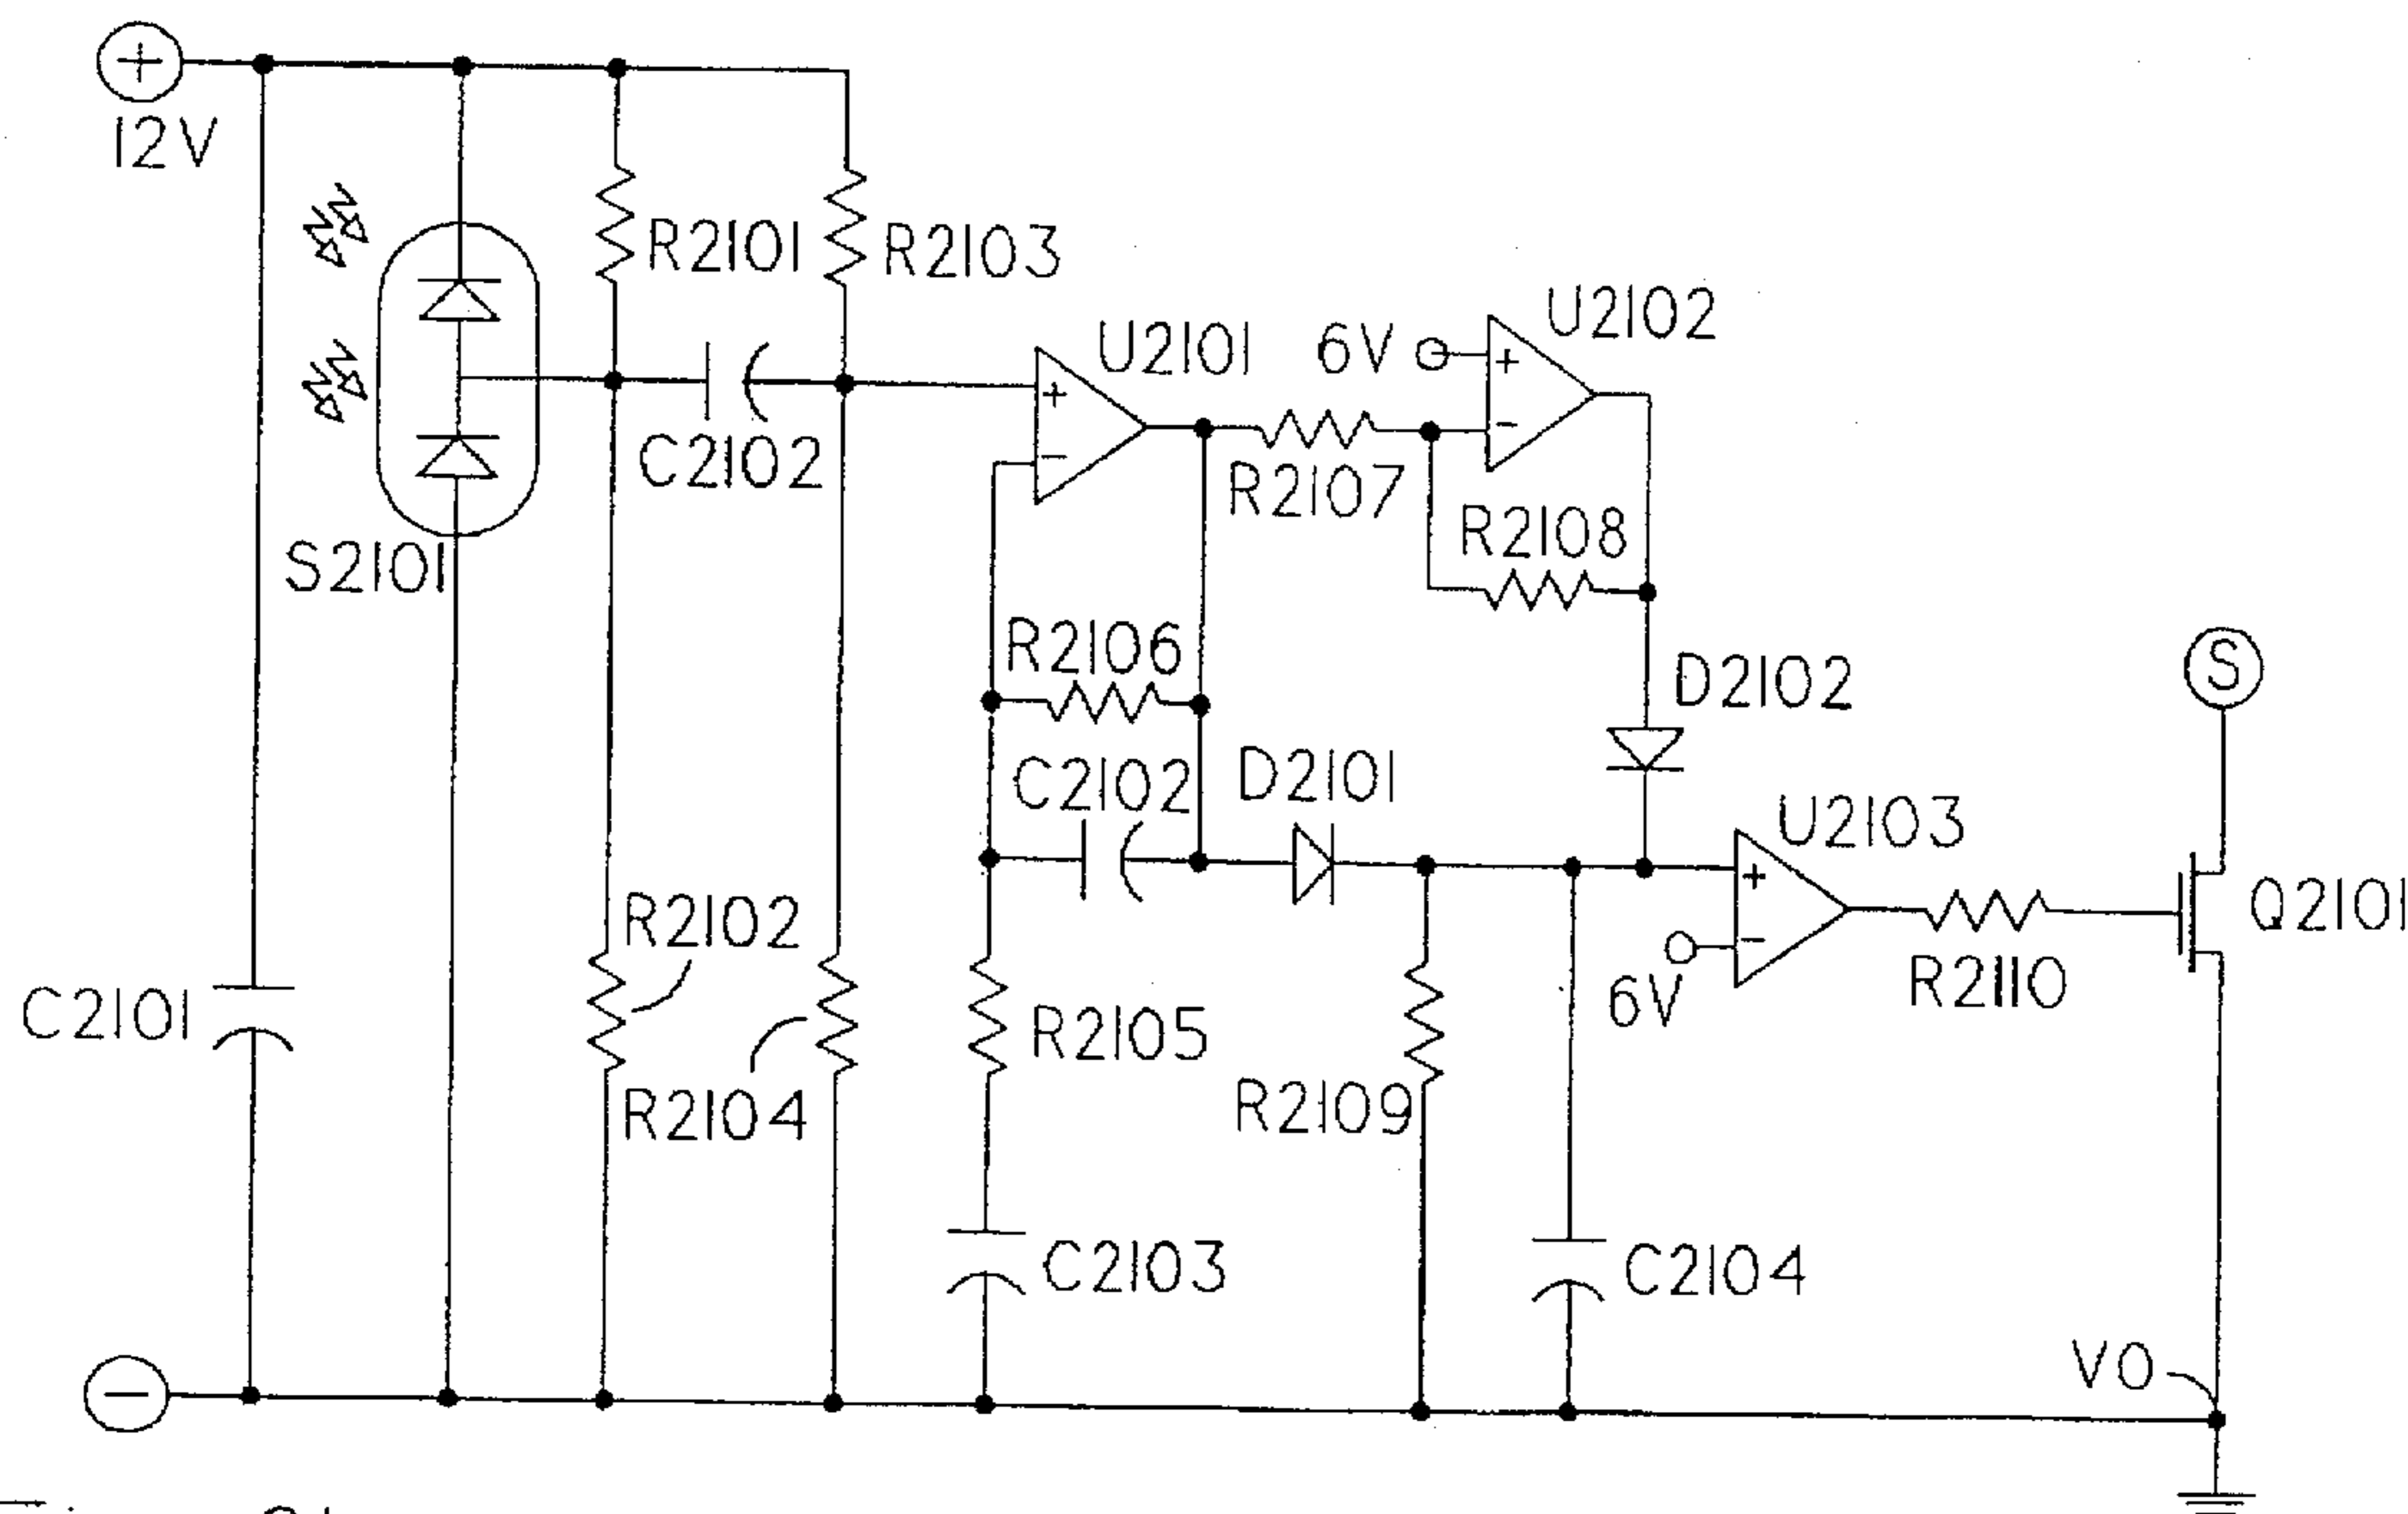 +
12V
R2101
R2103
U2101
6V
+
−
U2102
+
−
C2102
R2107
R2108
S2101
R2106
D2102
S
C2102
D2101
U2103
+
−
6V
R2110
Q2101
R2102
C2101
R2105
R2104
R2109
C2103
C2104
V0
−